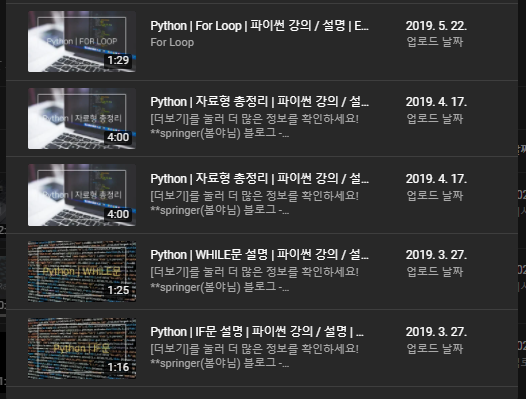 Python | FOR LOOP
1:29
Python | For Loop | 파이썬 강의 / 설명 | E...
For Loop
2019. 5. 22.
업로드 날짜
Python | 자료형 총정리
4:00
Python | 자료형 총정리 | 파이썬 강의 / 설...
[더보기]를 눌러 더 많은 정보를 확인하세요!
**springer(봄야님) 블로그 -...
2019. 4. 17.
업로드 날짜
Python | 자료형 총정리
4:00
Python | 자료형 총정리 | 파이썬 강의 / 설...
[더보기]를 눌러 더 많은 정보를 확인하세요!
**springer(봄야님) 블로그 -...
2019. 4. 17.
업로드 날짜
Python | WHILE문
1:25
Python | WHILE문 설명 | 파이썬 강의 / 설...
[더보기]를 눌러 더 많은 정보를 확인하세요!
**springer(봄야님) 블로그 -...
2019. 3. 27.
업로드 날짜
Python | IF문
1:16
Python | IF문 설명 | 파이썬 강의 / 설명 | ...
[더보기]를 눌러 더 많은 정보를 확인하세요!
**springer(봄야님) 블로그 -...
2019. 3. 27.
업로드 날짜